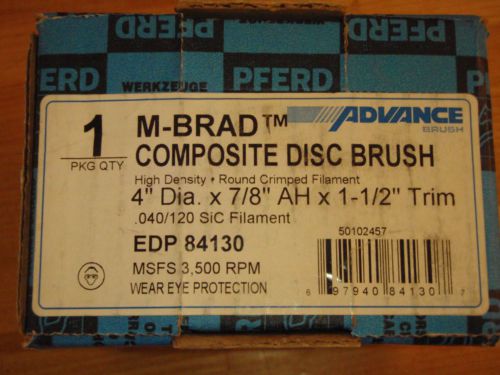 PFERD PFERD PFERD
WERKZEUGE
1
PKG QTY
M-BRAD™
COMPOSITE DISC BRUSH
ADVANCE
BRUSH
High Density • Round Crimped Filament
4" Dia. x 7/8" AH x 1-1/2" Trim
.040/120 SiC Filament
EDP 84130
MSFS 3,500 RPM
WEAR EYE PROTECTION
50102457
6 97940 84130 7